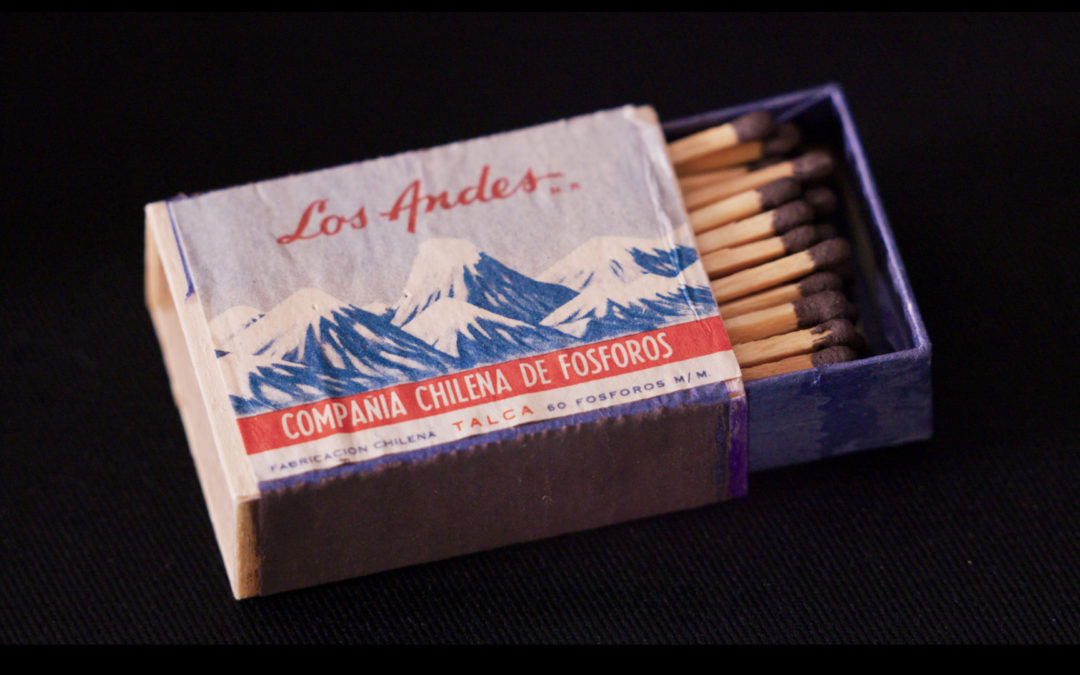 Los Andes M.R.
COMPAÑIA CHILENA DE FOSFOROS
FABRICACION CHILENA TALCA 60 FOSFOROS M/M.